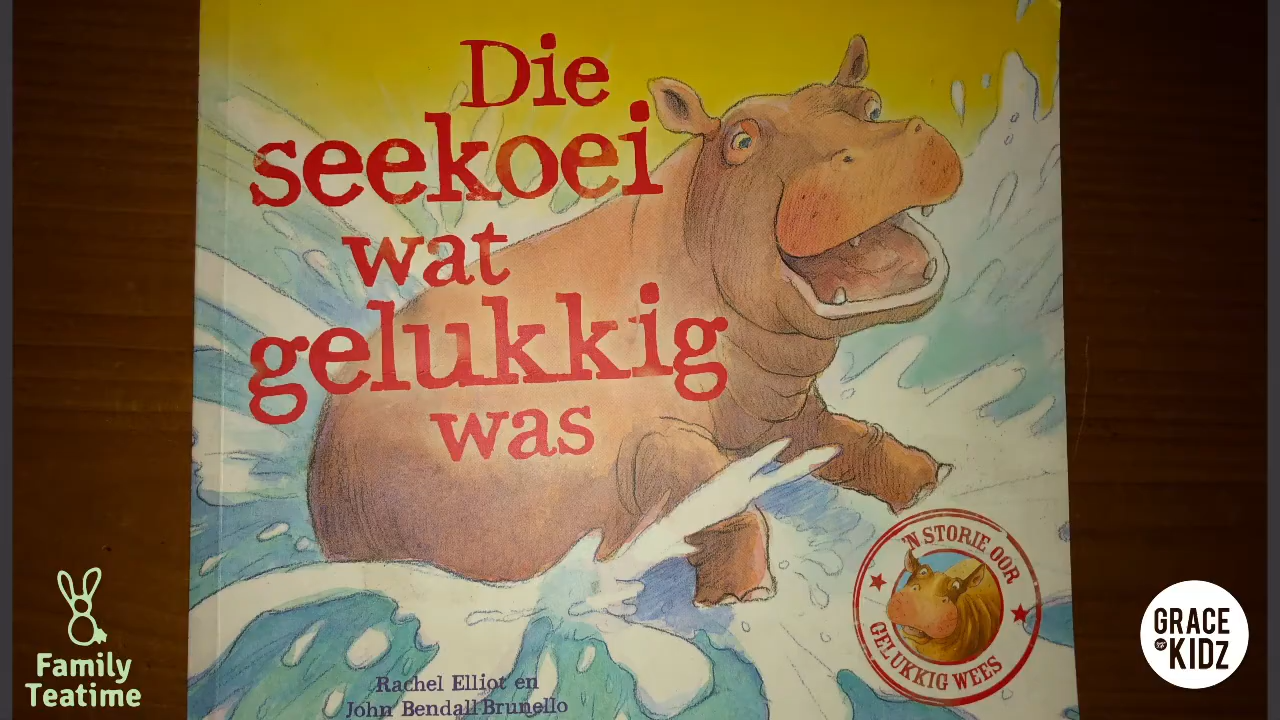 Die
seekoei
wat
gelukkig
was
'N STORIE OOR
GELUKKIG WEES
Rachel Elliot en
John Bendall Brunello
Family
Teatime
GRACE
KIDZ